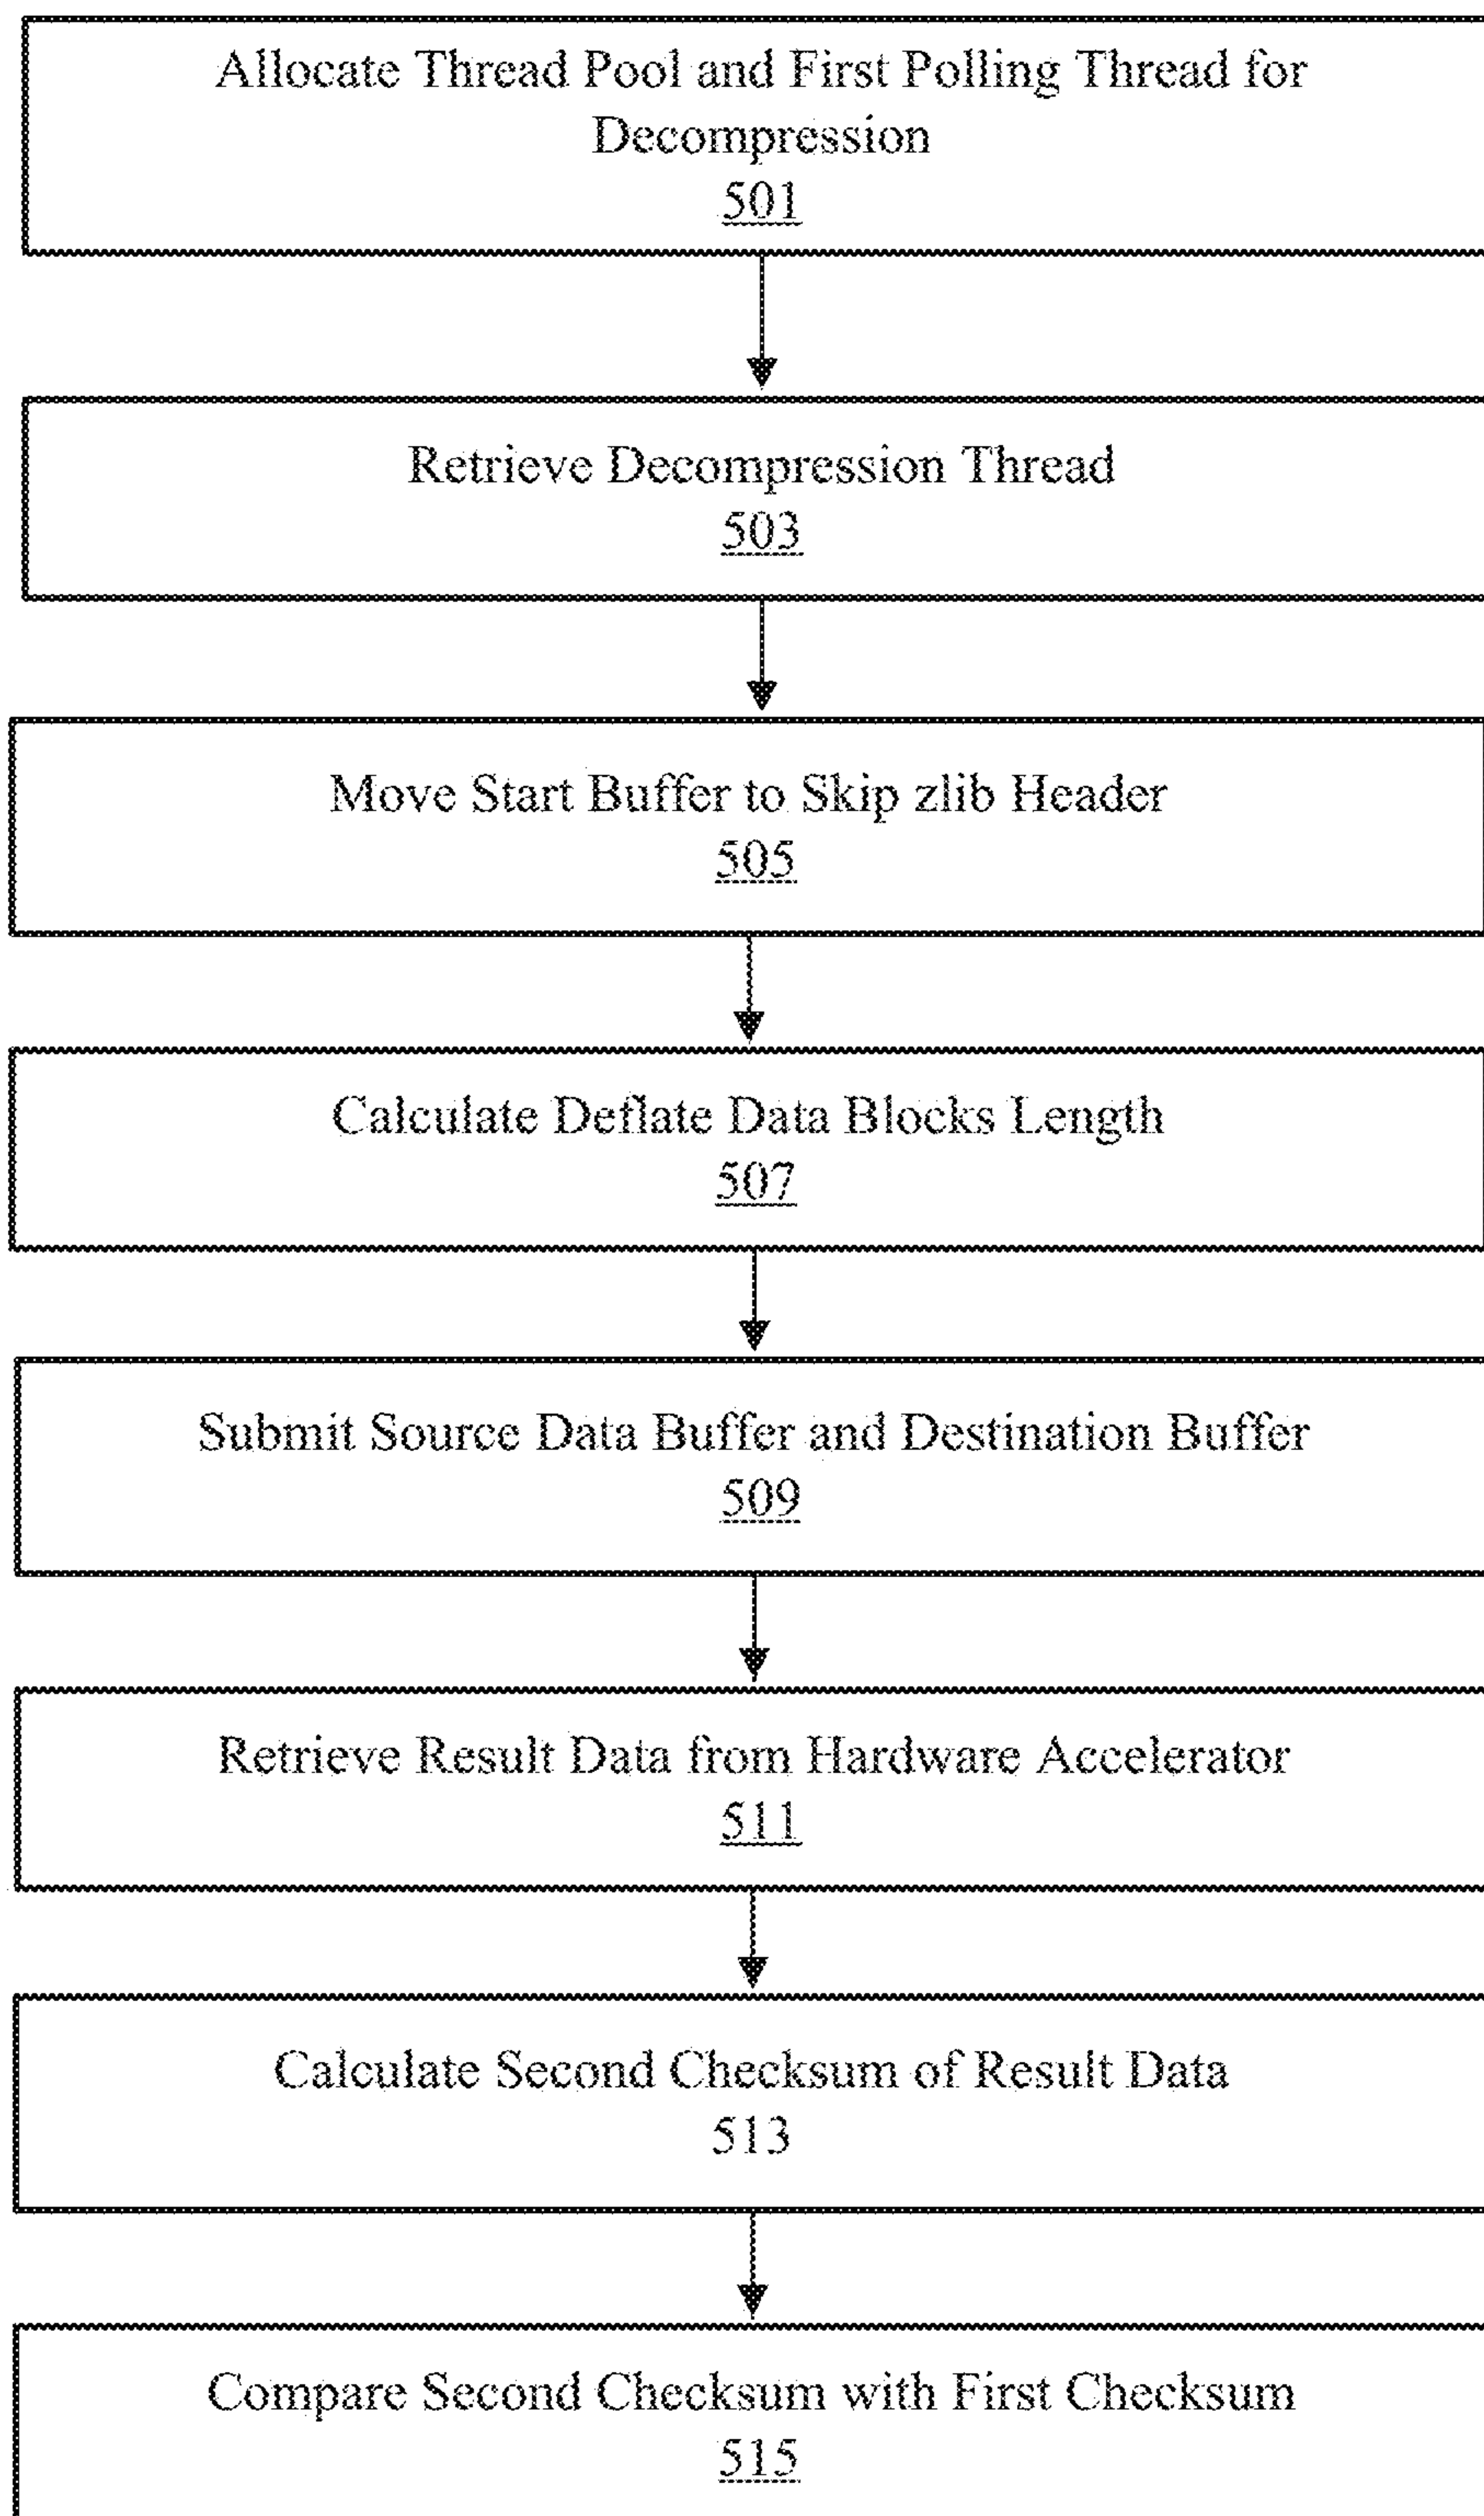 Allocate Thread Pool and First Polling Thread for
Decompression
501
Retrieve Decompression Thread
503
Move Start Buffer to Skip zlib Header
505
Calculate Deflate Data Blocks Length
507
Submit Source Data Buffer and Destination Buffer
509
Retrieve Result Data from Hardware Accelerator
511
Calculate Second Checksum of Result Data
513
Compare Second Checksum with First Checksum
515